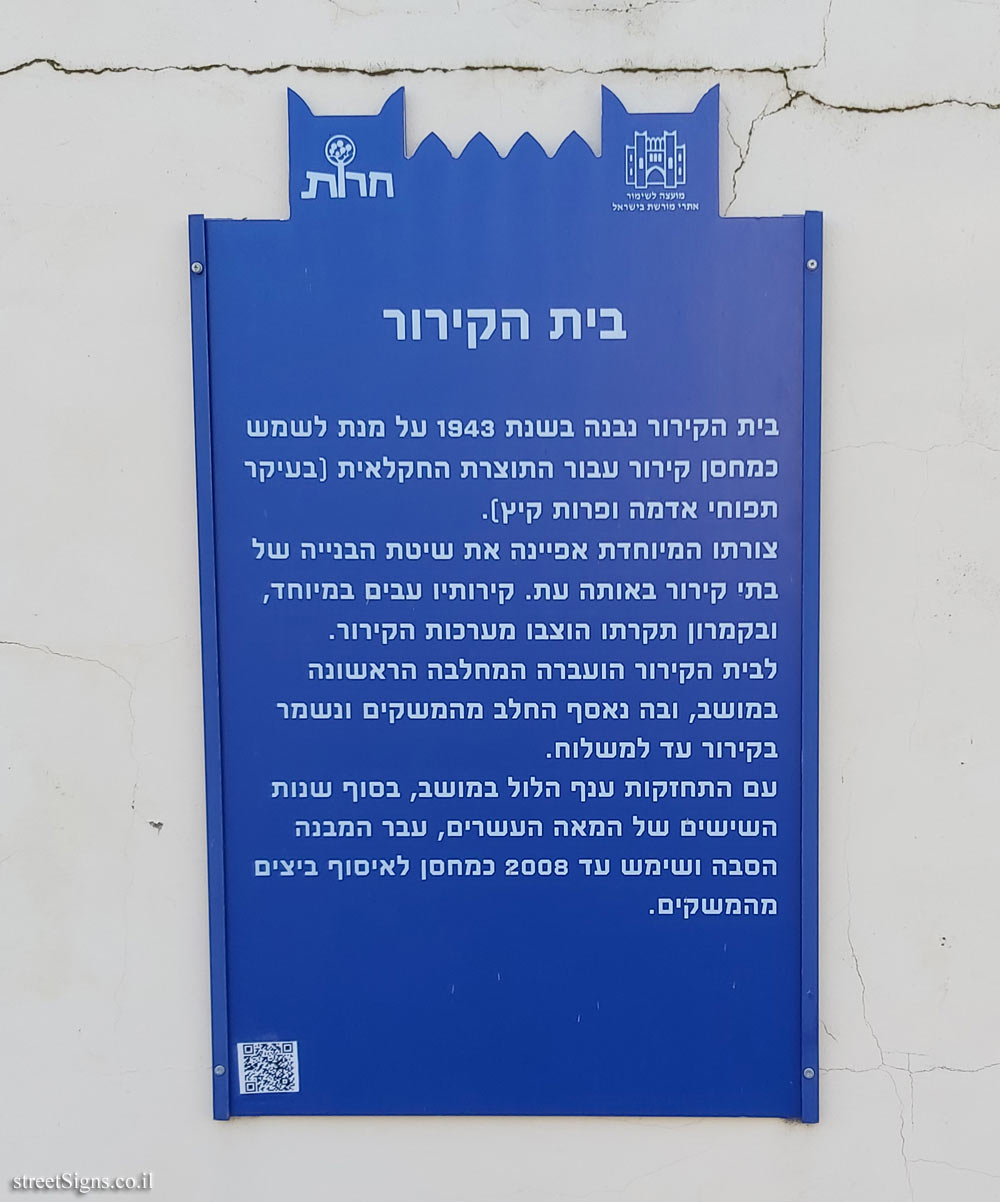 חרות
מועצה לשימור
אתרי מורשת בישראל
בית הקירור
בית הקירור נבנה בשנת 1943 על מנת לשמש
כמחסן קירור עבור התוצרת החקלאית (בעיקר
תפוחי אדמה ופרות קיץ).
צורתו המיוחדת אפיינה את שיטת הבנייה של
בתי קירור באותה עת. קירותיו עבים במיוחד,
ובקמרון תקרתו הוצבו מערכות הקירור.
לבית הקירור הועברה המחלבה הראשונה
במושב, ובה נאסף החלב מהמשקים ונשמר
בקירור עד למשלוח.
עם התחזקות ענף הלול במושב, בסוף שנות
השישים של המאה העשרים, עבר המבנה
הסבה ושימש עד 2008 כמחסן לאיסוף ביצים
מהמשקים.
streetSigns.co.il